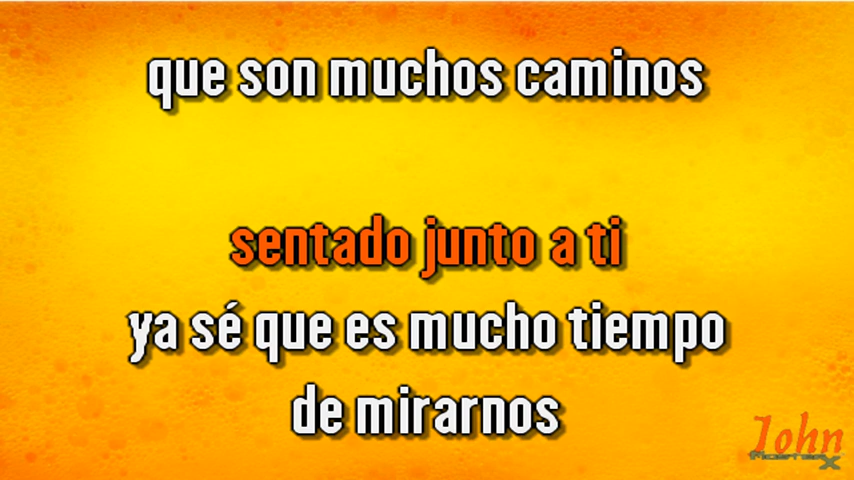 que son muchos caminos
sentado junto a ti
ya sé que es mucho tiempo
de mirarnos
John